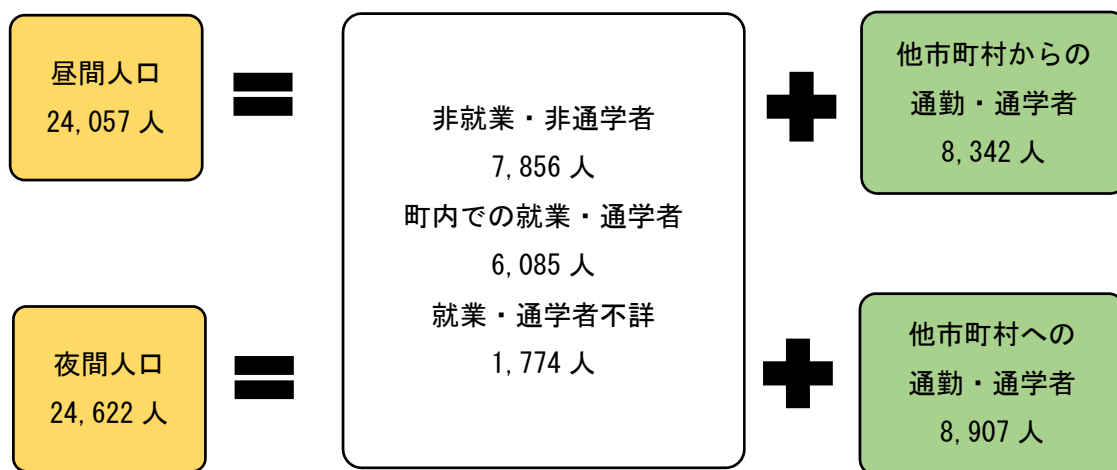 昼間人口
24,057 人
非就業・非通学者
7,856 人
町内での就業・通学者
6,085 人
就業・通学者不詳
1,774 人
他市町村からの
通勤・通学者
8,342 人
夜間人口
24,622 人
他市町村への
通勤・通学者
8,907 人